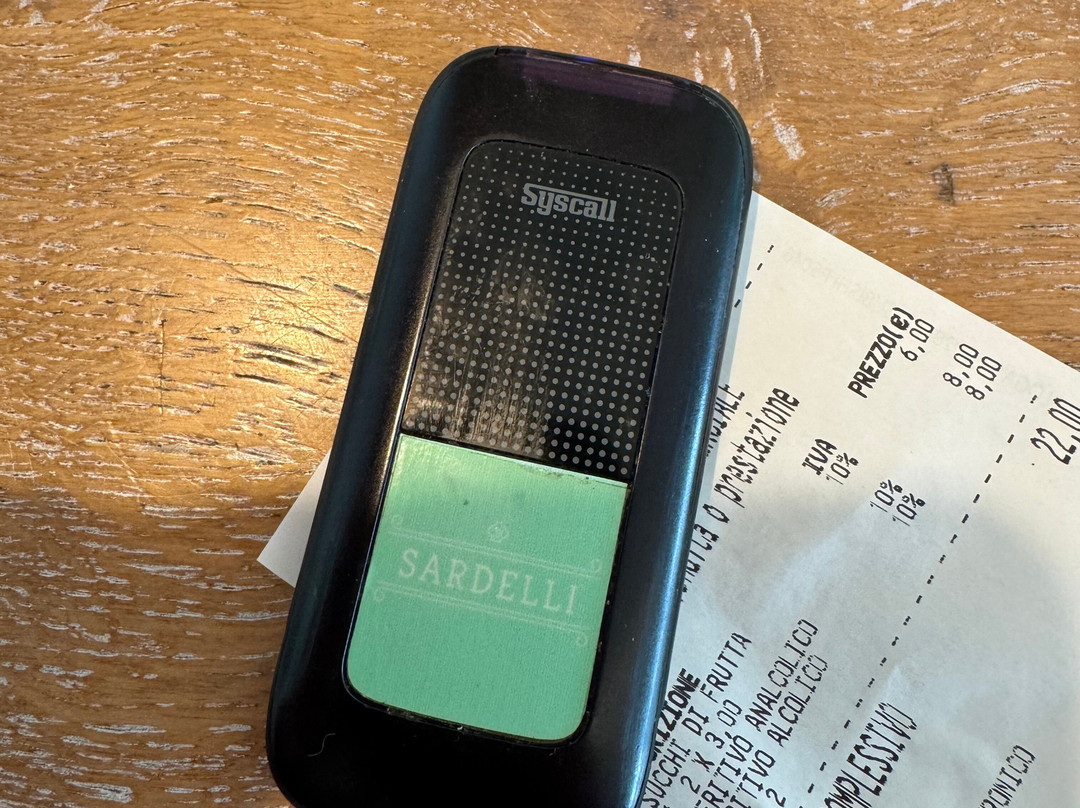 Syscall
SARDELLI
o prestazione
IVA
PREZZO(€)
SUCCHI DI FRUTTA
10%
6,00
2 X 3,00
ANALCOLICO
10%
8,00
ALCOLICO
10%
8,00
22,00